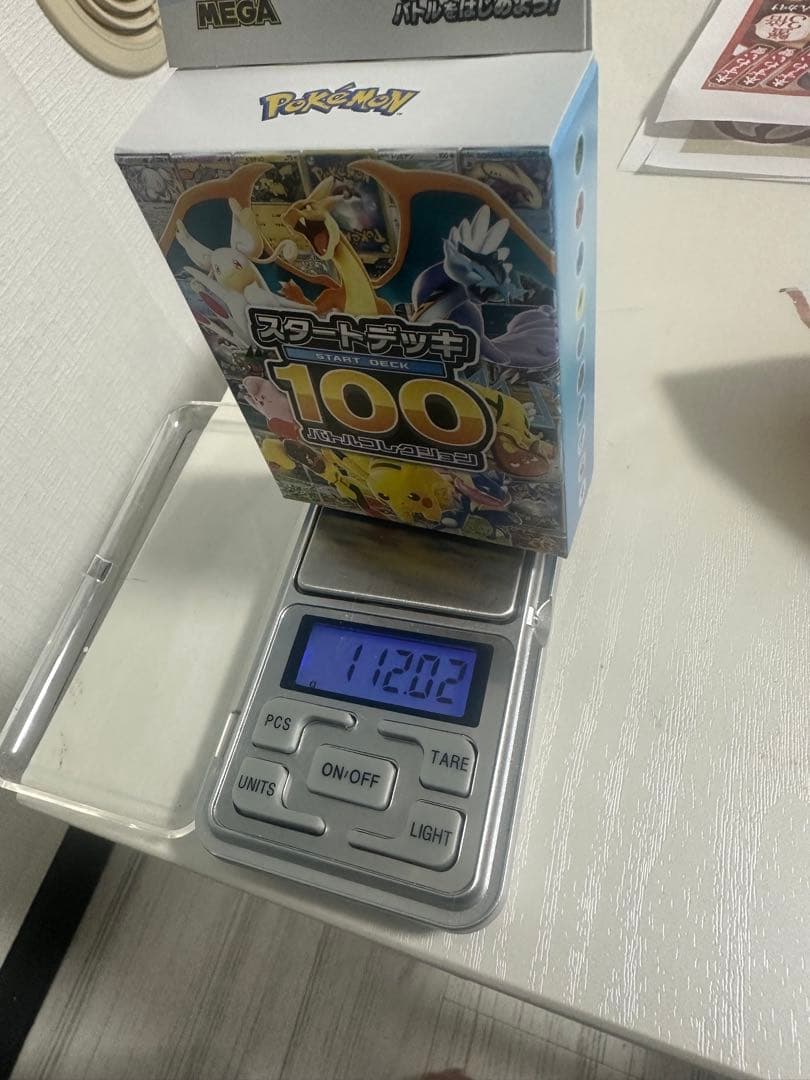 MEGA
バトルをはじめよう!
POKÉMON
スタートデッキ
START DECK
100
バトルコレクション
112.02
PCS
TARE
ON/OFF
UNITS
LIGHT